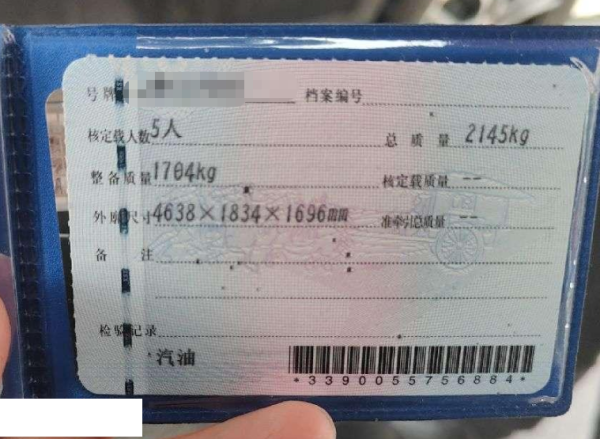 号牌 档案编号
核定载人数 5人 总质量 2145kg
整备质量 1704kg 核定载质量 --
外廓尺寸 4638×1834×1696mm 准牵引总质量 --
备注
检验记录
汽油
*3390055756884*